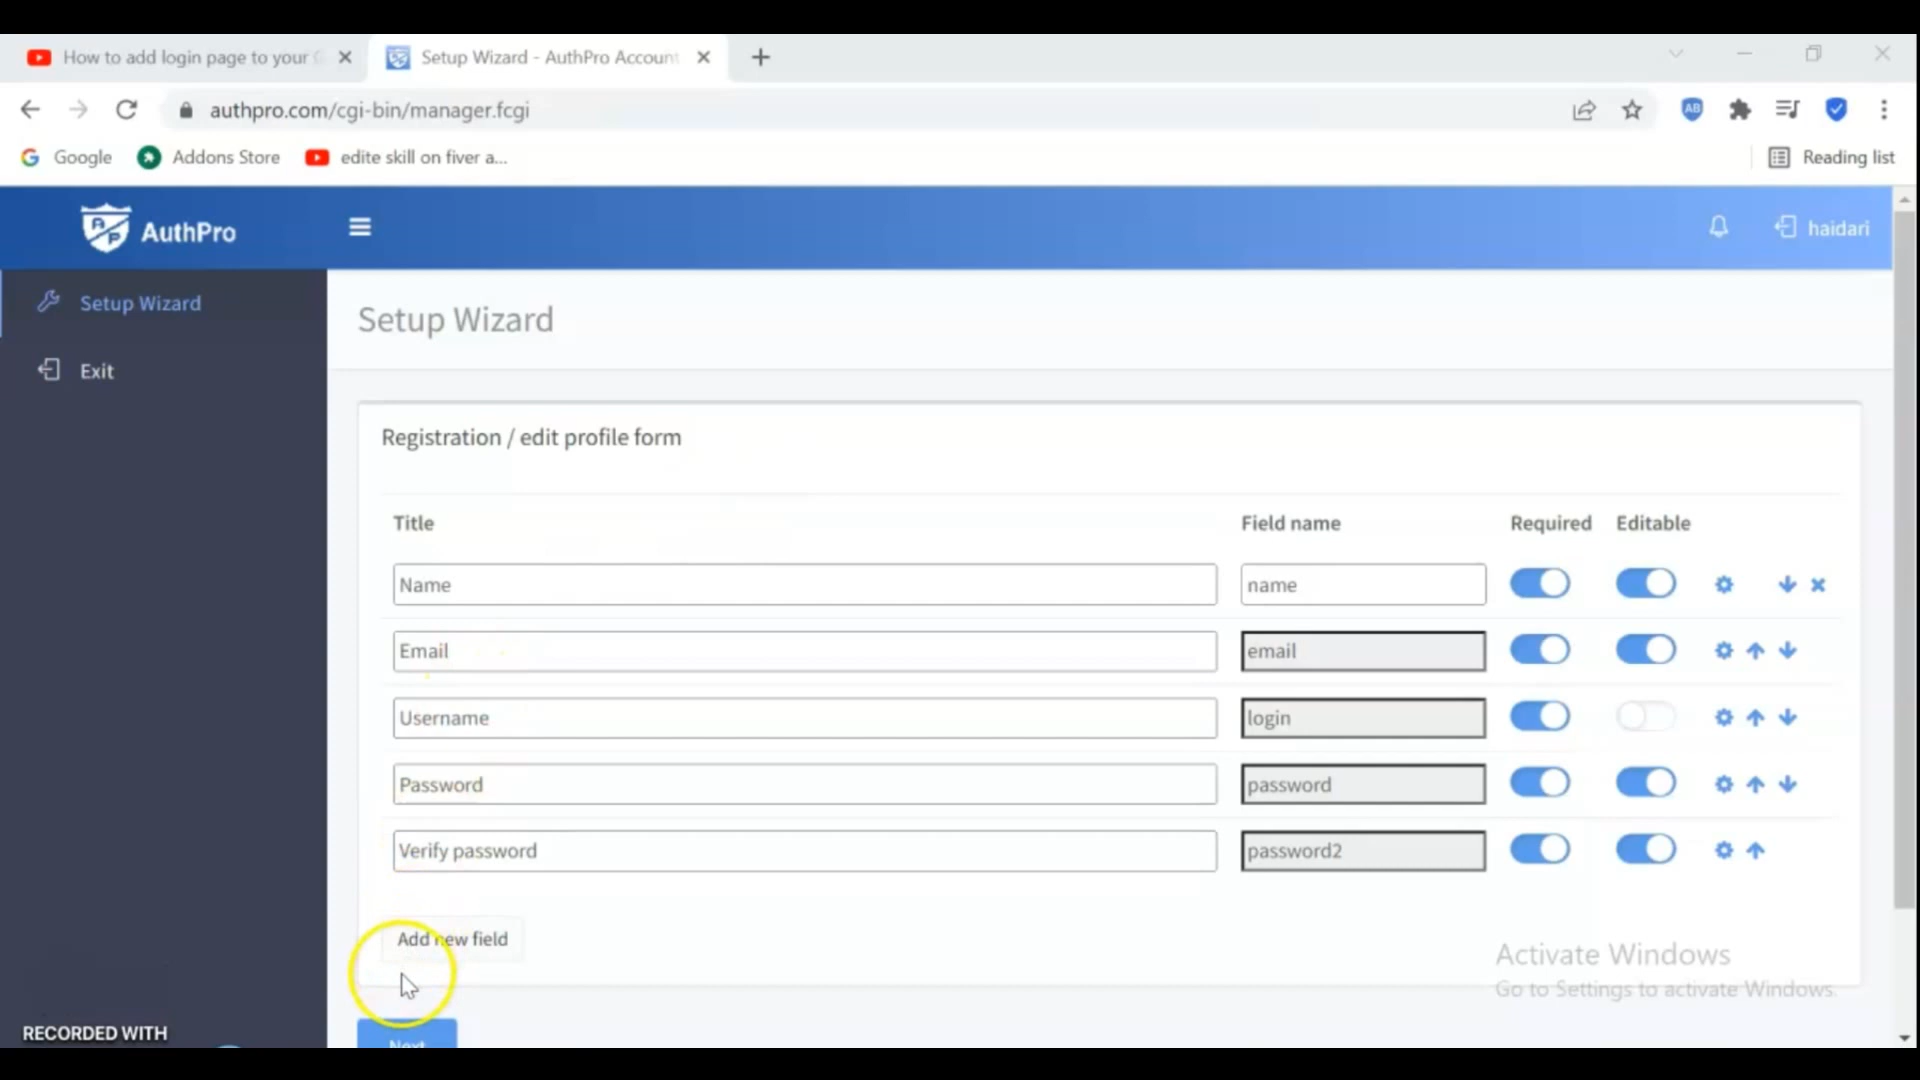 How to add login page to your
Setup Wizard - AuthPro Account
authpro.com/cgi-bin/manager.fcgi
AB
Google
Addons Store
edite skill on fiver a...
Reading list
AP
AuthPro
haidari
Setup Wizard
Exit
Setup Wizard
Registration / edit profile form
Title Field name Required Editable
Name name
Email email
Username login
Password password
Verify password password2
Add new field
Activate Windows
Go to Settings to activate Windows.
Next
RECORDED WITH